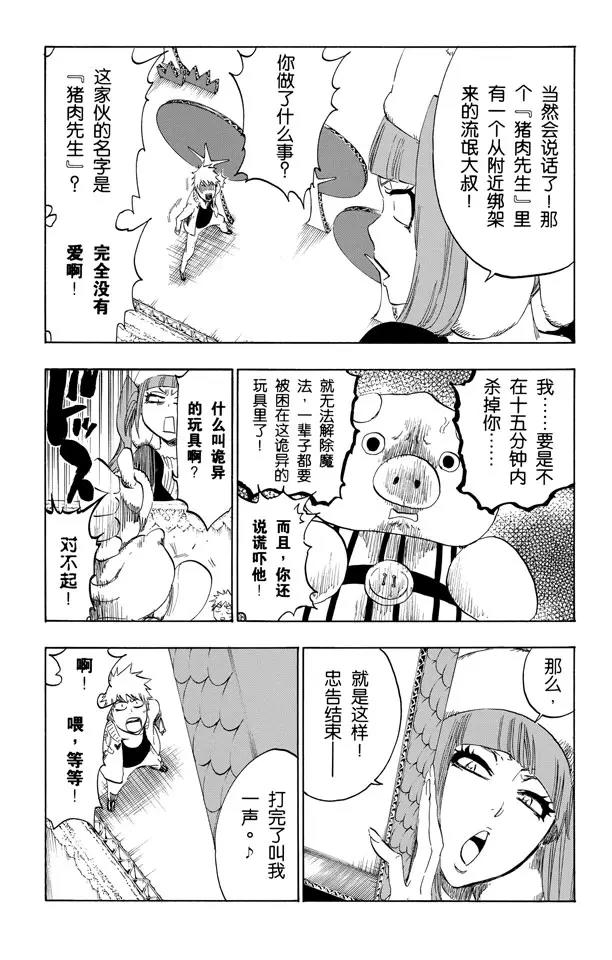 当然会说话了！那
个『猪肉先生』里
有一个从附近绑架
来的流氓大叔！
你做了什么事？
这家伙的名字是
『猪肉先生』？
完全没有
爱啊！
我……要是不
在十五分钟内
杀掉你……
就无法解除魔
法，一辈子都要
被困在这诡异的
玩具里了！
而且，你还
说谎吓他！
什么叫诡异
的玩具啊？
对不起！
那么，
就是这样！
忠告结束——
打完了叫我
一声。♪
啊！
喂，等等！